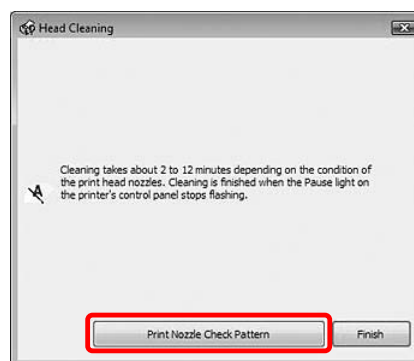 Head Cleaning
Cleaning takes about 2 to 12 minutes depending on the condition of
the print head nozzles. Cleaning is finished when the Pause light on
the printer's control panel stops flashing.
Print Nozzle Check Pattern
Finish